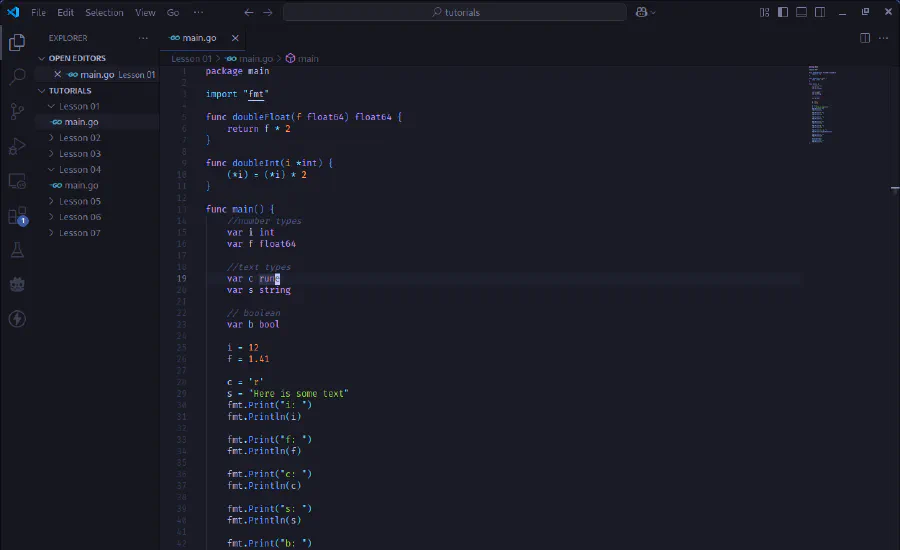 File Edit Selection View Go ··· tutorials
EXPLORER ···
OPEN EDITORS
main.go Lesson 01
TUTORIALS
Lesson 01
main.go
Lesson 02
Lesson 03
Lesson 04
main.go
Lesson 05
Lesson 06
Lesson 07
1
main.go
Lesson 01 > main.go > main
1 package main
2
3 import "fmt"
4
5 func doubleFloat(f float64) float64 {
6 return f * 2
7 }
8
9 func doubleInt(i *int) {
10 (*i) = (*i) * 2
11 }
12
13 func main() {
14 //number types
15 var i int
16 var f float64
17
18 //text types
19 var c rune
20 var s string
21
22 // boolean
23 var b bool
24
25 i = 12
26 f = 1.41
27
28 c = 'r'
29 s = "Here is some text"
30 fmt.Print("i: ")
31 fmt.Println(i)
32
33 fmt.Print("f: ")
34 fmt.Println(f)
35
36 fmt.Print("c: ")
37 fmt.Println(c)
38
39 fmt.Print("s: ")
40 fmt.Println(s)
41
42 fmt.Print("b: ")